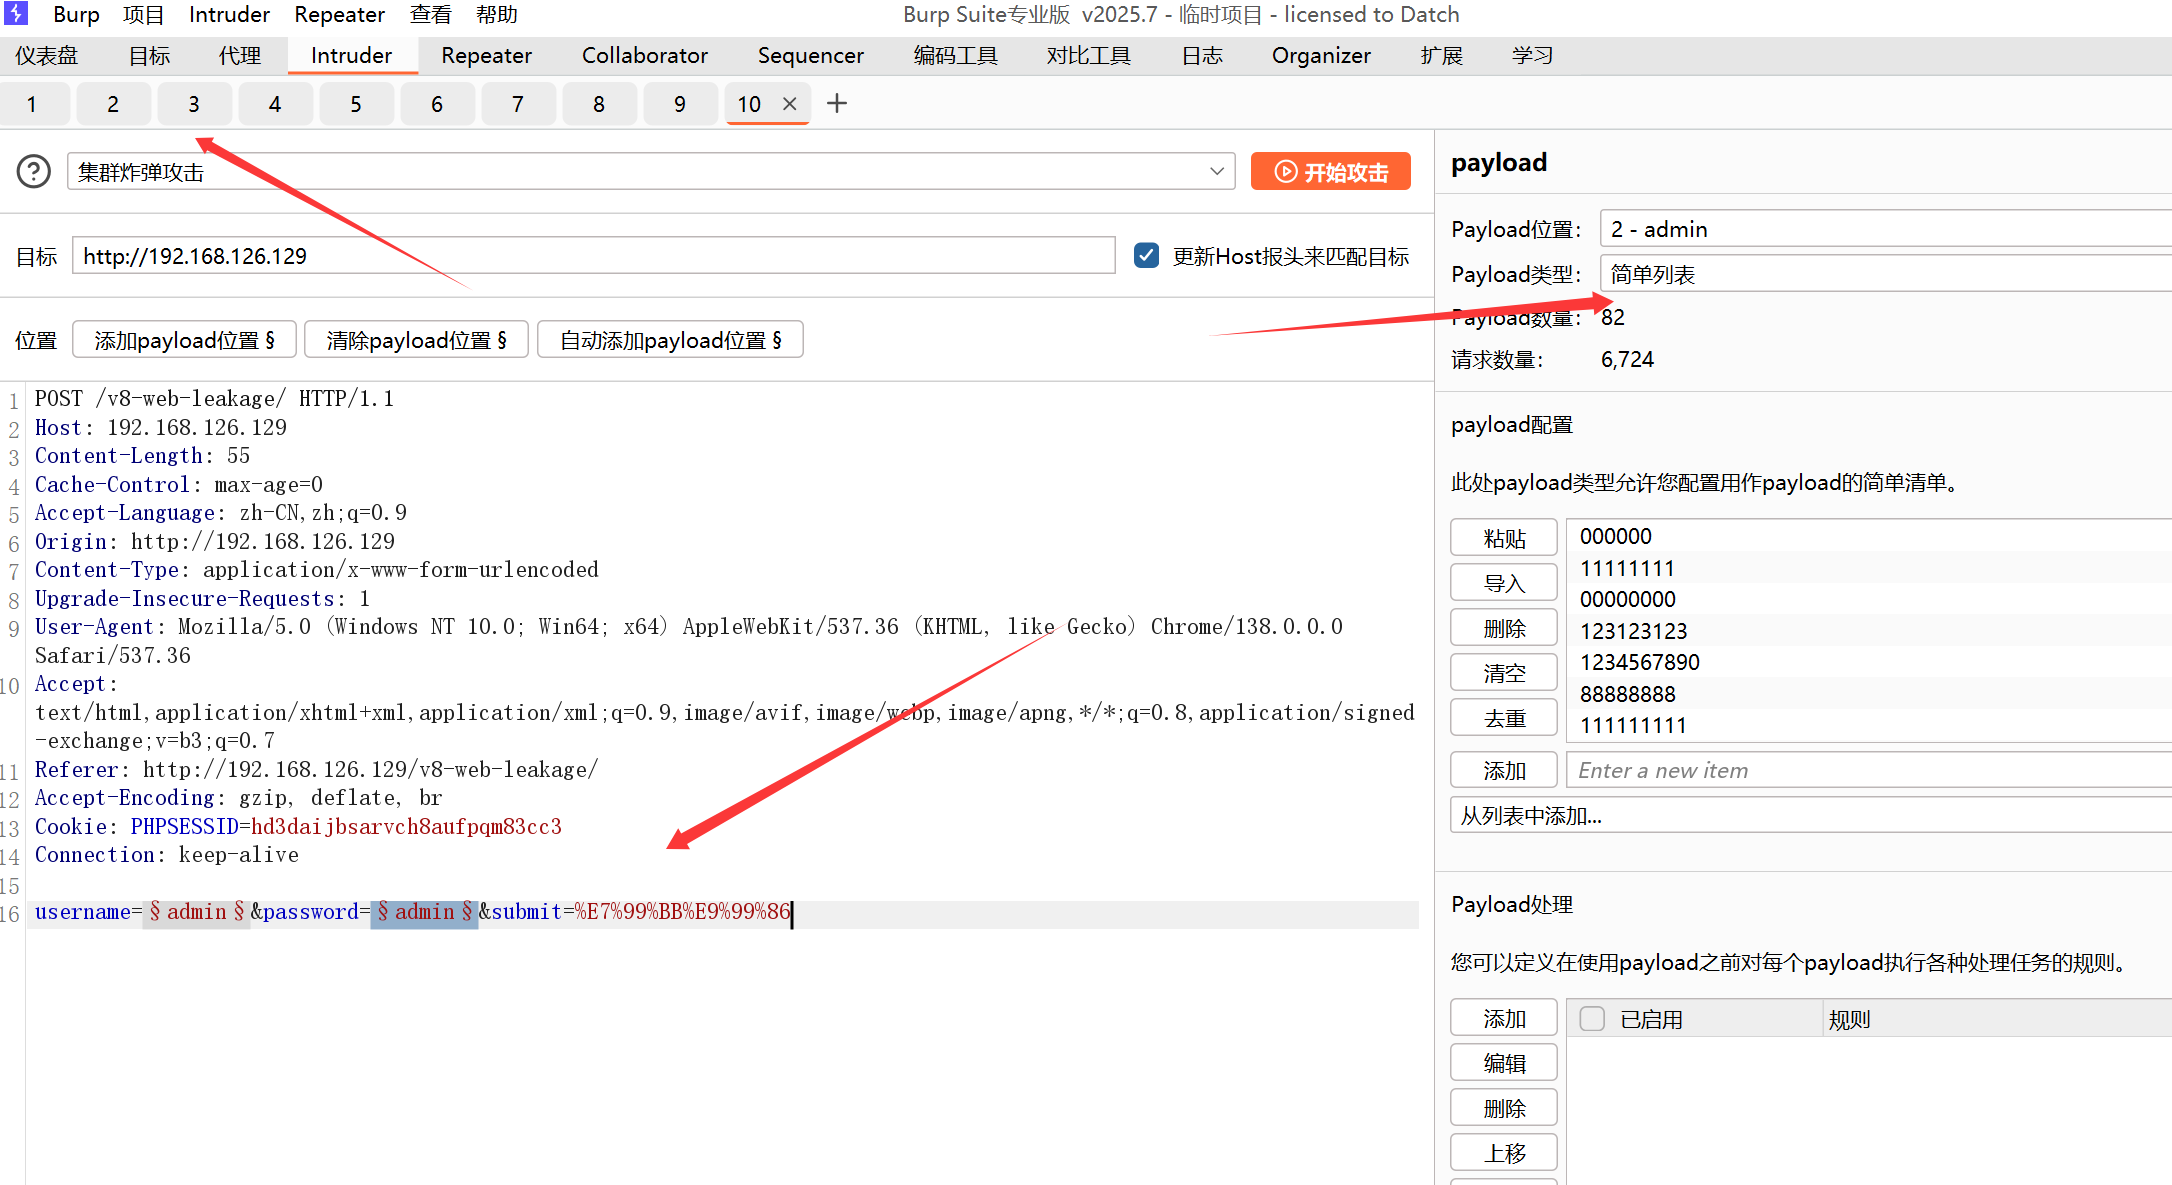 Burp 项目 Intruder Repeater 查看 帮助 Burp Suite专业版 v2025.7 - 临时项目 - licensed to Datch
仪表盘 目标 代理 Intruder Repeater Collaborator Sequencer 编码工具 对比工具 日志 Organizer 扩展 学习
1 2 3 4 5 6 7 8 9 10 × +
? 集群炸弹攻击 开始攻击
目标 http://192.168.126.129 更新Host报头来匹配目标
位置 添加payload位置 § 清除payload位置 § 自动添加payload位置 §
1 POST /v8-web-leakage/ HTTP/1.1
2 Host: 192.168.126.129
3 Content-Length: 55
4 Cache-Control: max-age=0
5 Accept-Language: zh-CN,zh;q=0.9
6 Origin: http://192.168.126.129
7 Content-Type: application/x-www-form-urlencoded
8 Upgrade-Insecure-Requests: 1
9 User-Agent: Mozilla/5.0 (Windows NT 10.0; Win64; x64) AppleWebKit/537.36 (KHTML, like Gecko) Chrome/138.0.0.0
Safari/537.36
10 Accept:
text/html,application/xhtml+xml,application/xml;q=0.9,image/avif,image/webp,image/apng,*/*;q=0.8,application/signed
-exchange;v=b3;q=0.7
11 Referer: http://192.168.126.129/v8-web-leakage/
12 Accept-Encoding: gzip, deflate, br
13 Cookie: PHPSESSID=hd3daijbsarvch8aufpqm83cc3
14 Connection: keep-alive
15
16 username=§admin§&password=§admin§&submit=%E7%99%BB%E9%99%86
payload
Payload位置： 2 - admin
Payload类型： 简单列表
Payload数量： 82
请求数量： 6,724
payload配置
此处payload类型允许您配置用作payload的简单清单。
粘贴
导入
删除
清空
去重
000000
11111111
00000000
123123123
1234567890
88888888
111111111
添加 Enter a new item
从列表中添加...
Payload处理
您可以定义在使用payload之前对每个payload执行各种处理任务的规则。
添加 已启用 规则
编辑
删除
上移